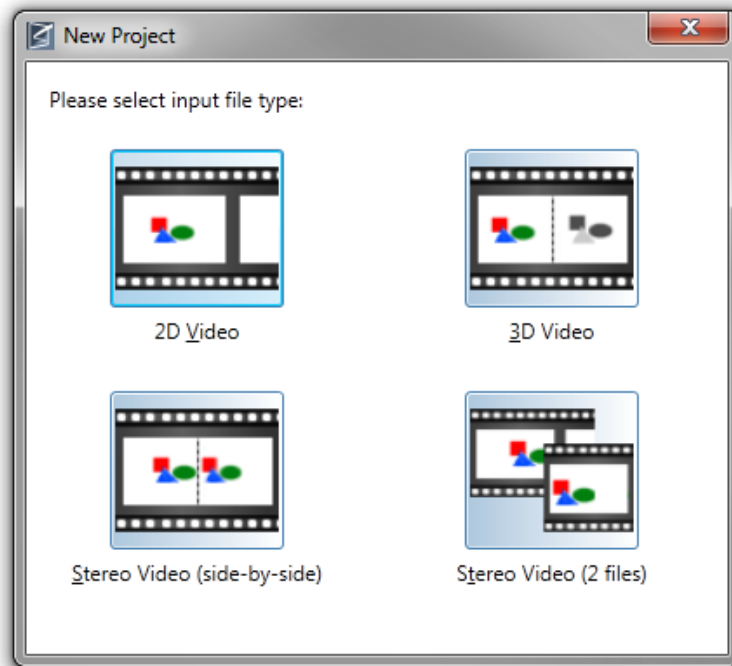 New Project
Please select input file type:
2D Video
3D Video
Stereo Video (side-by-side)
Stereo Video (2 files)